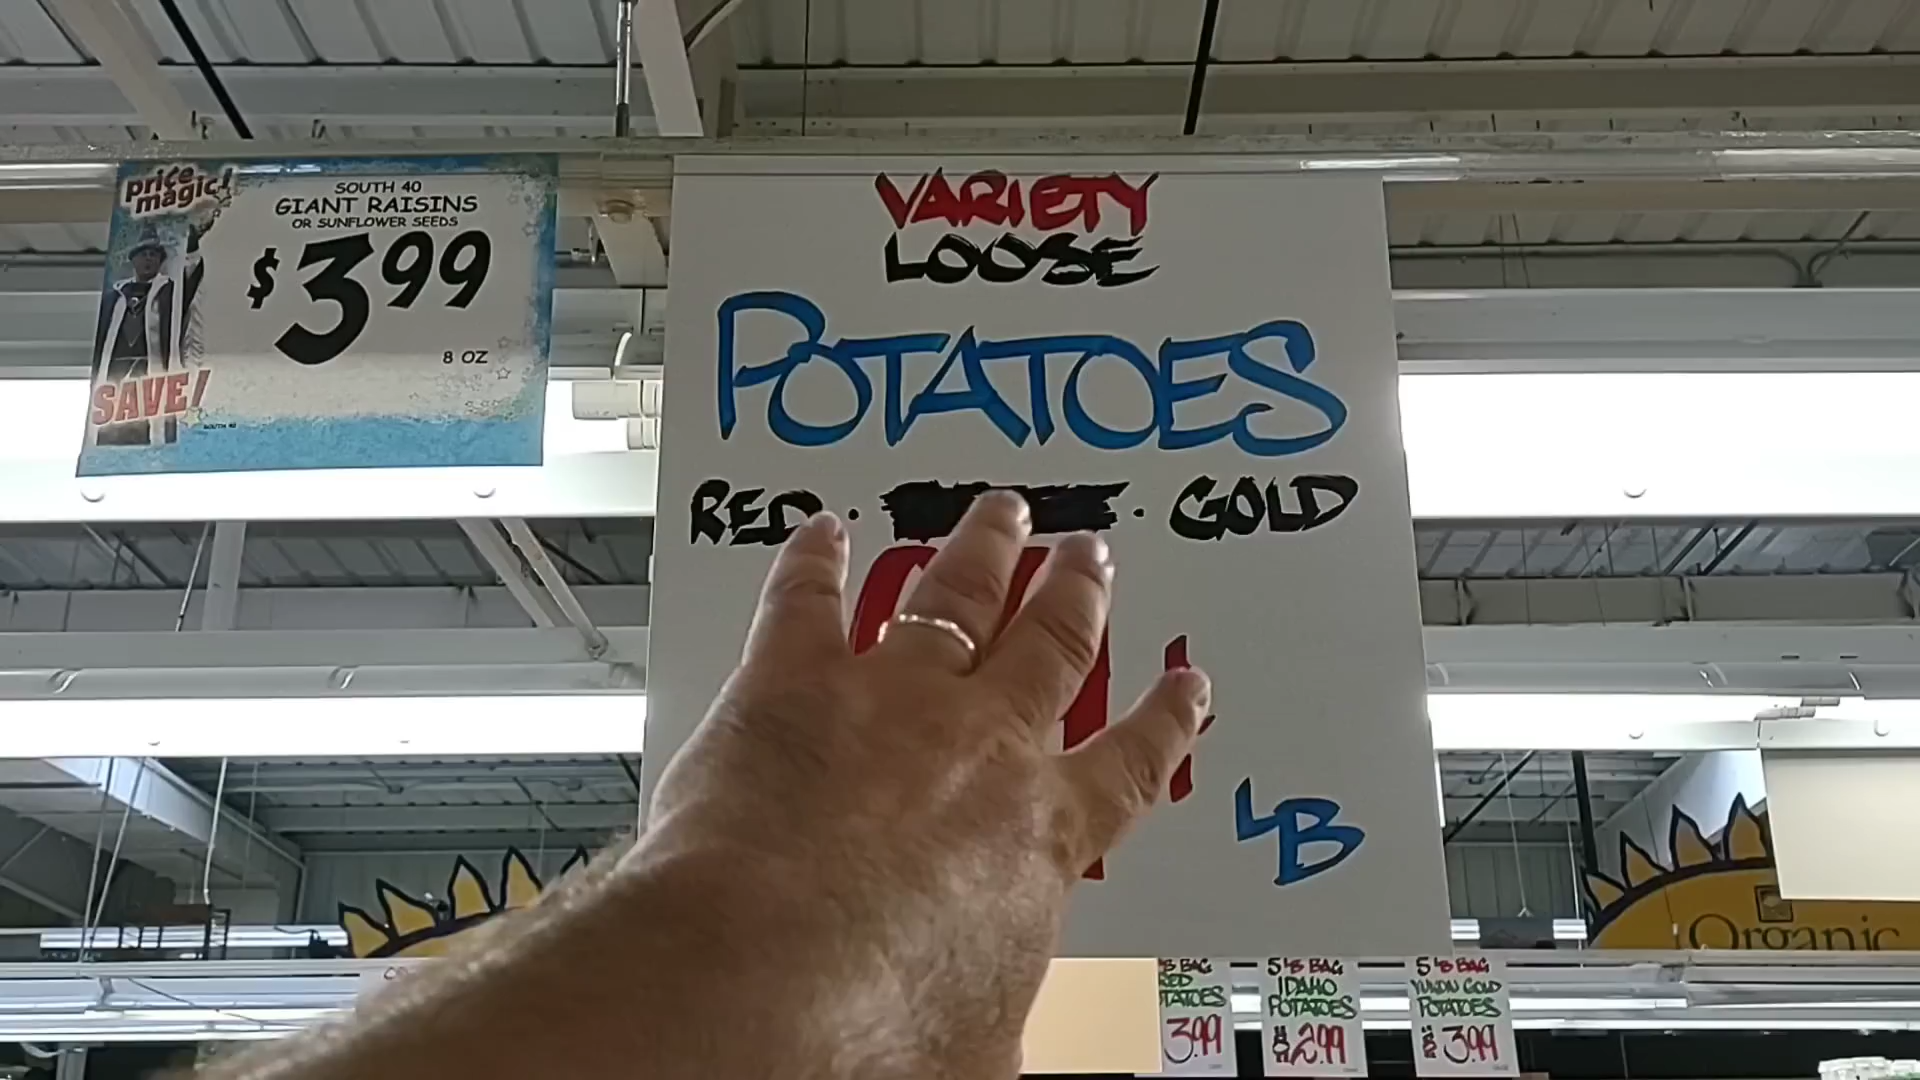 price magic!
SOUTH 40
GIANT RAISINS
OR SUNFLOWER SEEDS
$3.99
8 OZ
SAVE!
SOUTH 40
VARIETY
LOOSE
POTATOES
RED · · GOLD
LB
Organic
BAG
RED
POTATOES
3.99
5 LB BAG
IDAHO
POTATOES
2.99
5 LB BAG
YUKON GOLD
POTATOES
3.99